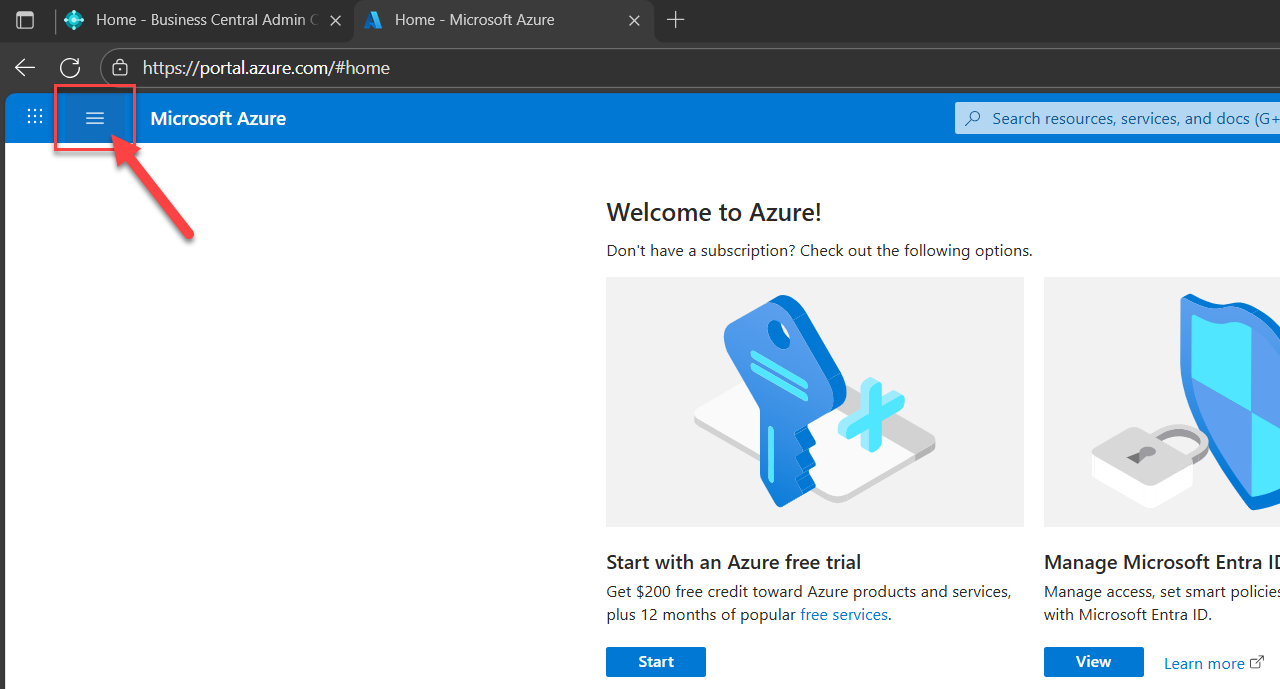 Home - Business Central Admin C
Home - Microsoft Azure
https://portal.azure.com/#home
Microsoft Azure
Search resources, services, and docs (G+
Welcome to Azure!
Don't have a subscription? Check out the following options.
Start with an Azure free trial
Get $200 free credit toward Azure products and services,
plus 12 months of popular free services.
Start
Manage Microsoft Entra ID
Manage access, set smart policies
with Microsoft Entra ID.
View
Learn more